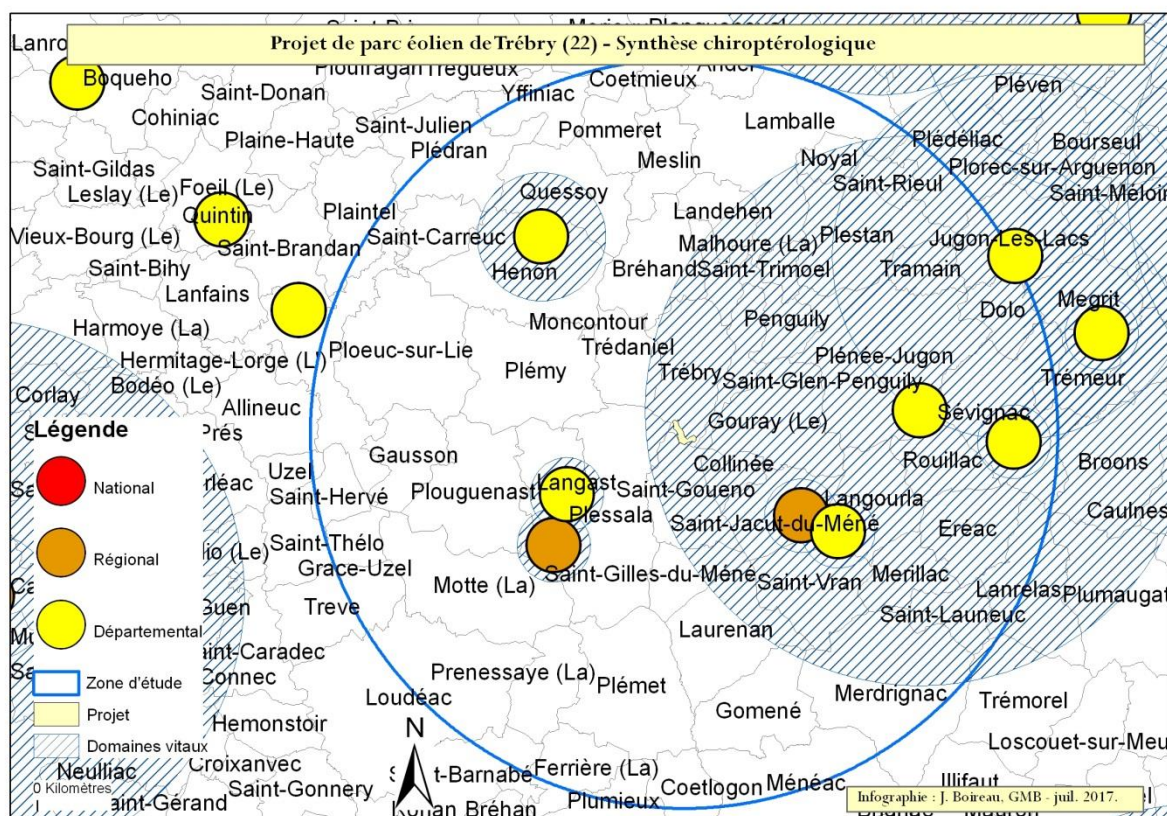 Projet de parc éolien de Trébry (22) - Synthèse chiroptérologique
Boqueho
Ploufragan
Trégueux
Yffiniac
Coetmieux
Pléven
Saint-Donan
Cohiniac
Plaine-Haute
Saint-Julien
Plédran
Pommeret
Lamballe
Meslin
Noyal
Plédéliac
Bourseul
Plorec-sur-Arguenon
Saint-Méloir
Saint-Rieul
Saint-Gildas
Leslay (Le)
Foeil (Le)
Quintin
Plaintel
Quessoy
Landehen
Vieux-Bourg (Le)
Saint-Brandan
Saint-Carreuc
Malhoure (La)
Plestan
Jugon-Les-Lacs
Saint-Bihy
Hénon
Bréhand
Saint-Trimoel
Tramain
Lanfains
Dolo
Megrit
Harmoye (La)
Moncontour
Trédaniel
Penguily
Hermitage-Lorge (L')
Ploeuc-sur-Lie
Plémy
Trébry
Plénée-Jugon
Saint-Glen-Penguily
Trémeur
Bodéo (Le)
Corlay
Allineuc
Gouray (Le)
Sévignac
Gausson
Collinée
Rouillac
Broons
Uzel
Saint-Hervé
Plouguenast
Langast
Saint-Goueno
Langourla
Caulnes
Plessala
Saint-Jacut-du-Méné
Ereac
Saint-Thélo
Grace-Uzel
Motte (La)
Saint-Gilles-du-Méné
Saint-Vran
Merillac
Lanrelas
Plumaugat
Treve
Saint-Launeuc
Laurenan
Prenessaye (La)
Plémet
Loudéac
Merdrignac
Trémorel
Gomené
Hemonstoir
Loscouet-sur-Meu
Neulliac
Croixanvec
Saint-Gonnery
Ferrière (La)
Plumieux
Coetlogon
Ménéac
Illifaut
Bréhan
Légende
National
Régional
Départemental
Zone d'étude
Projet
Domaines vitaux
0 Kilomètres
N
Infographie : J. Boireau, GMB - juil. 2017.